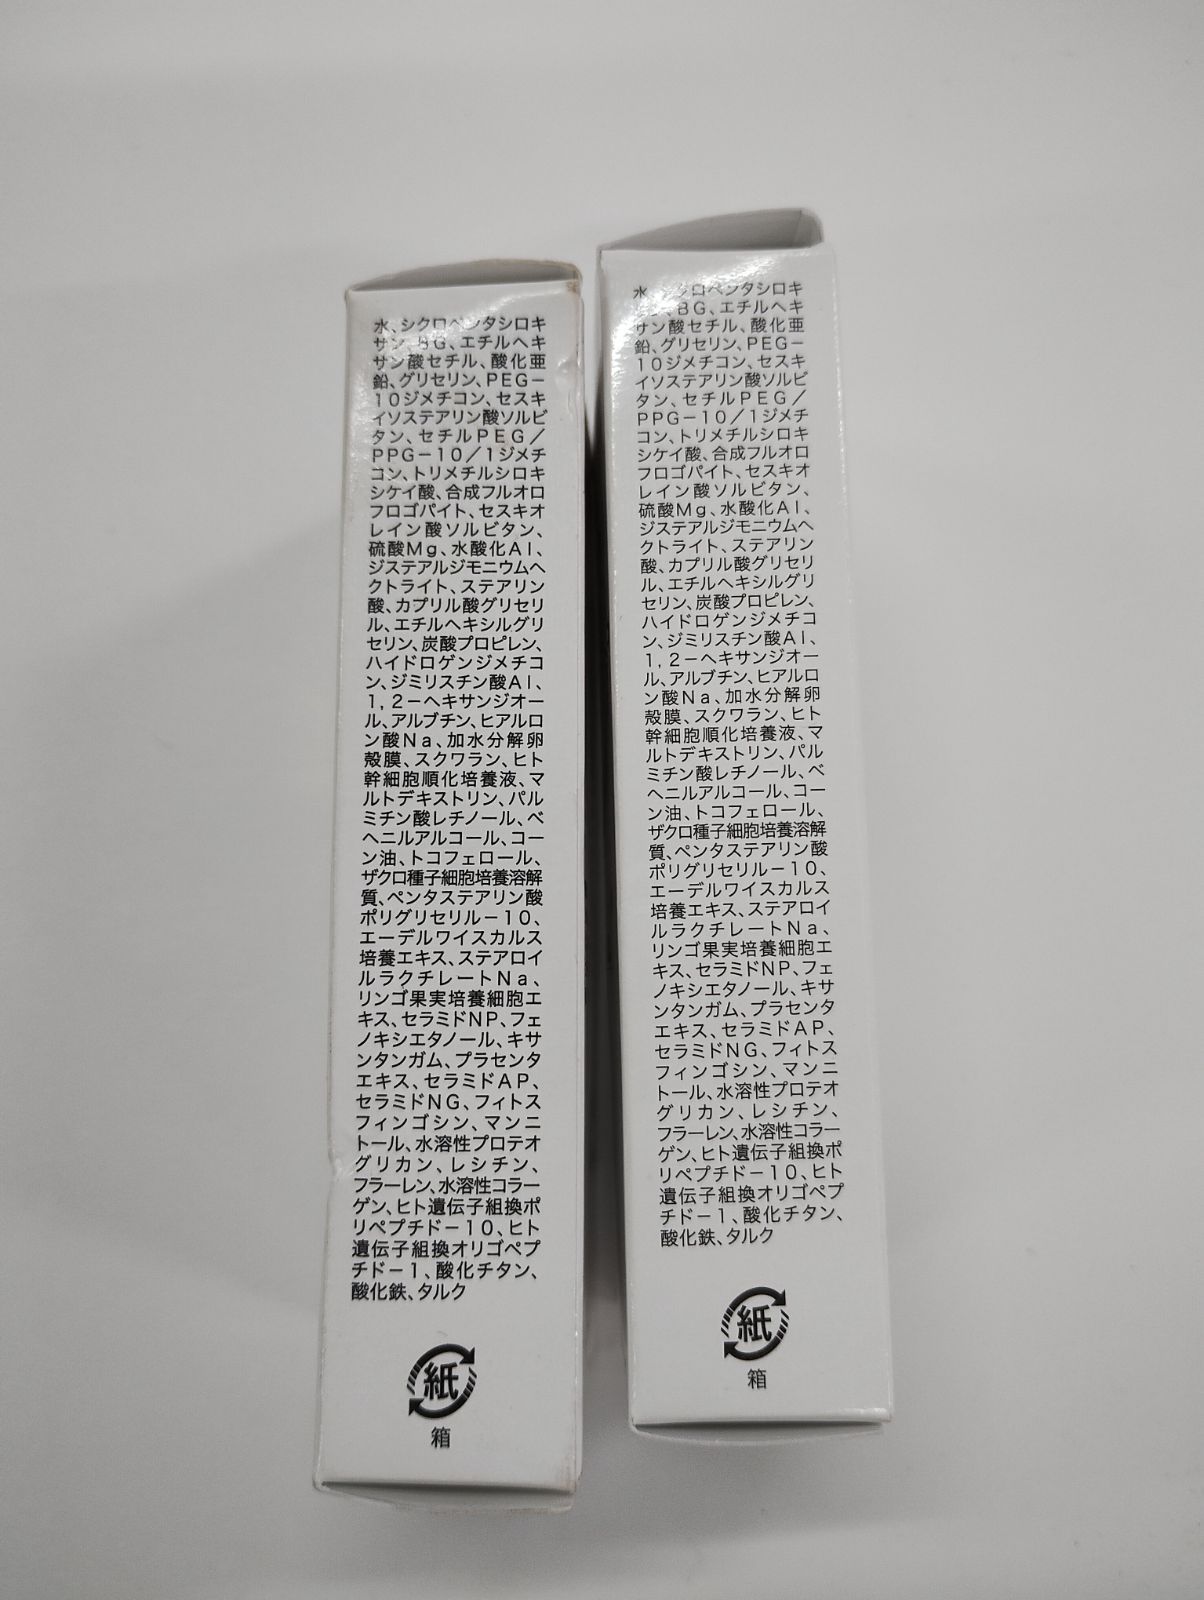 水、シクロペンタシロキ
サン、BG、エチルヘキ
サン酸セチル、酸化亜
鉛、グリセリン、PEG－
10ジメチコン、セスキ
イソステアリン酸ソルビ
タン、セチルPEG／
PPG－10／1ジメチ
コン、トリメチルシロキ
シケイ酸、合成フルオロ
フロゴパイト、セスキオ
レイン酸ソルビタン、
硫酸Mg、水酸化Al、
ジステアルジモニウムヘ
クトライト、ステアリン
酸、カプリル酸グリセリ
ル、エチルヘキシルグリ
セリン、炭酸プロピレン、
ハイドロゲンジメチコ
ン、ジミリスチン酸Al、
1，2－ヘキサンジオー
ル、アルブチン、ヒアルロ
ン酸Na、加水分解卵
殻膜、スクワラン、ヒト
幹細胞順化培養液、マ
ルトデキストリン、パル
ミチン酸レチノール、ベ
ヘニルアルコール、コー
ン油、トコフェロール、
ザクロ種子細胞培養溶解
質、ペンタステアリン酸
ポリグリセリル－10、
エーデルワイスカルス
培養エキス、ステアロイ
ルラクチレートNa、
リンゴ果実培養細胞エ
キス、セラミドNP、フェ
ノキシエタノール、キサ
ンタンガム、プラセンタ
エキス、セラミドAP、
セラミドNG、フィトス
フィンゴシン、マンニ
トール、水溶性プロテオ
グリカン、レシチン、
フラーレン、水溶性コラー
ゲン、ヒト遺伝子組換ポ
リペプチド－10、ヒト
遺伝子組換オリゴペプ
チド－1、酸化チタン、
酸化鉄、タルク
紙
箱
水、シクロペンタシロキ
BG、エチルヘキ
サン酸セチル、酸化亜
鉛、グリセリン、PEG－
10ジメチコン、セスキ
イソステアリン酸ソルビ
タン、セチルPEG／
PPG－10／1ジメチ
コン、トリメチルシロキ
シケイ酸、合成フルオロ
フロゴパイト、セスキオ
レイン酸ソルビタン、
硫酸Mg、水酸化Al、
ジステアルジモニウムヘ
クトライト、ステアリン
酸、カプリル酸グリセリ
ル、エチルヘキシルグリ
セリン、炭酸プロピレン、
ハイドロゲンジメチコ
ン、ジミリスチン酸Al、
1，2－ヘキサンジオー
ル、アルブチン、ヒアルロ
ン酸Na、加水分解卵
殻膜、スクワラン、ヒト
幹細胞順化培養液、マ
ルトデキストリン、パル
ミチン酸レチノール、ベ
ヘニルアルコール、コー
ン油、トコフェロール、
ザクロ種子細胞培養溶解
質、ペンタステアリン酸
ポリグリセリル－10、
エーデルワイスカルス
培養エキス、ステアロイ
ルラクチレートNa、
リンゴ果実培養細胞エ
キス、セラミドNP、フェ
ノキシエタノール、キサ
ンタンガム、プラセンタ
エキス、セラミドAP、
セラミドNG、フィトス
フィンゴシン、マンニ
トール、水溶性プロテオ
グリカン、レシチン、
フラーレン、水溶性コラー
ゲン、ヒト遺伝子組換ポ
リペプチド－10、ヒト
遺伝子組換オリゴペプ
チド－1、酸化チタン、
酸化鉄、タルク
紙
箱